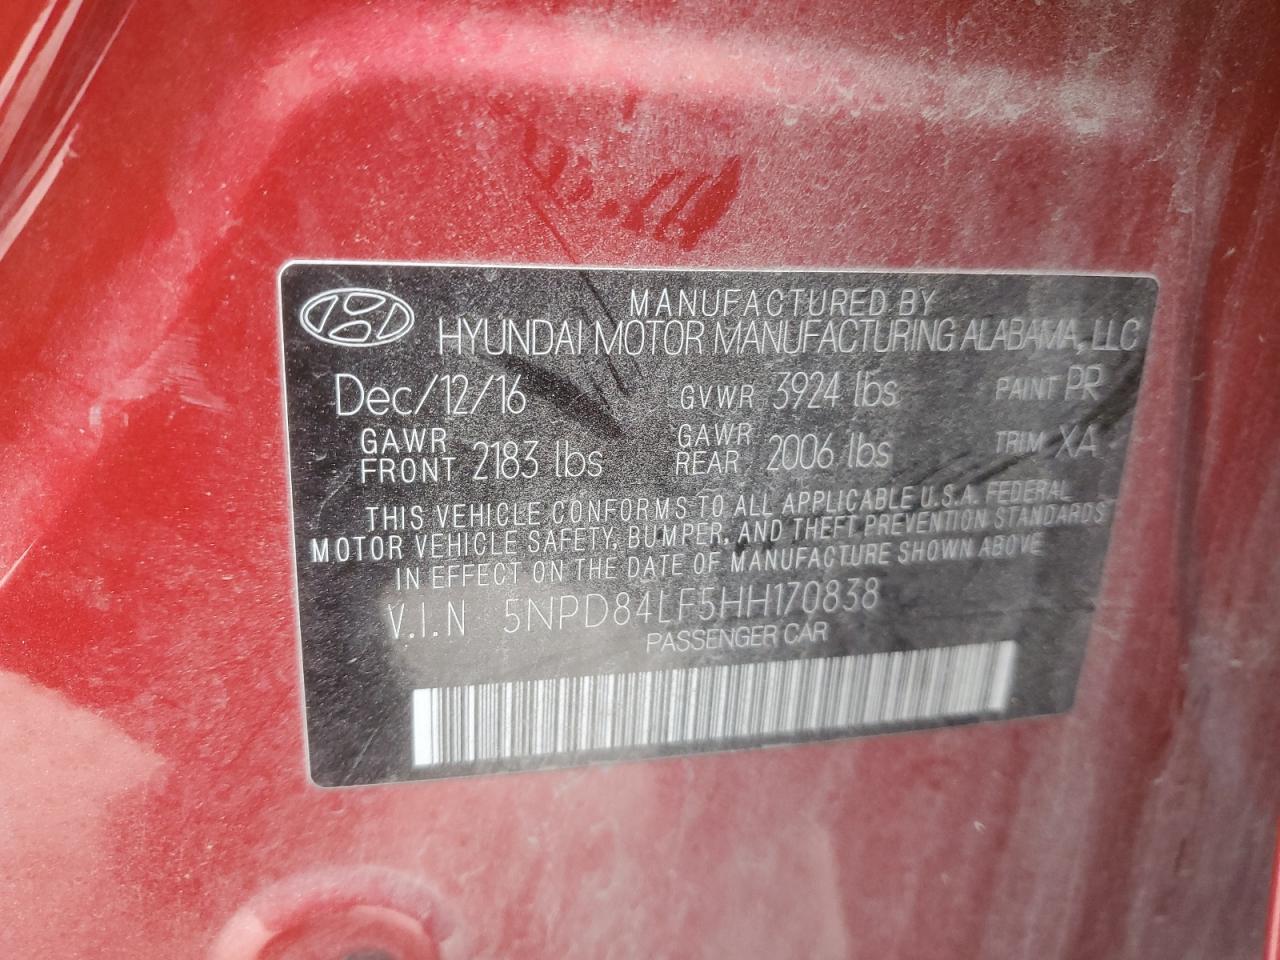 MANUFACTURED BY
HYUNDAI MOTOR MANUFACTURING ALABAMA, LLC
Dec/12/16 GVWR 3924 lbs PAINT PR
GAWR FRONT 2183 lbs GAWR REAR 2006 lbs TRIM XA
THIS VEHICLE CONFORMS TO ALL APPLICABLE U.S.A. FEDERAL
MOTOR VEHICLE SAFETY, BUMPER, AND THEFT PREVENTION STANDARDS
IN EFFECT ON THE DATE OF MANUFACTURE SHOWN ABOVE
V.I.N 5NPD84LF5HH170838
PASSENGER CAR